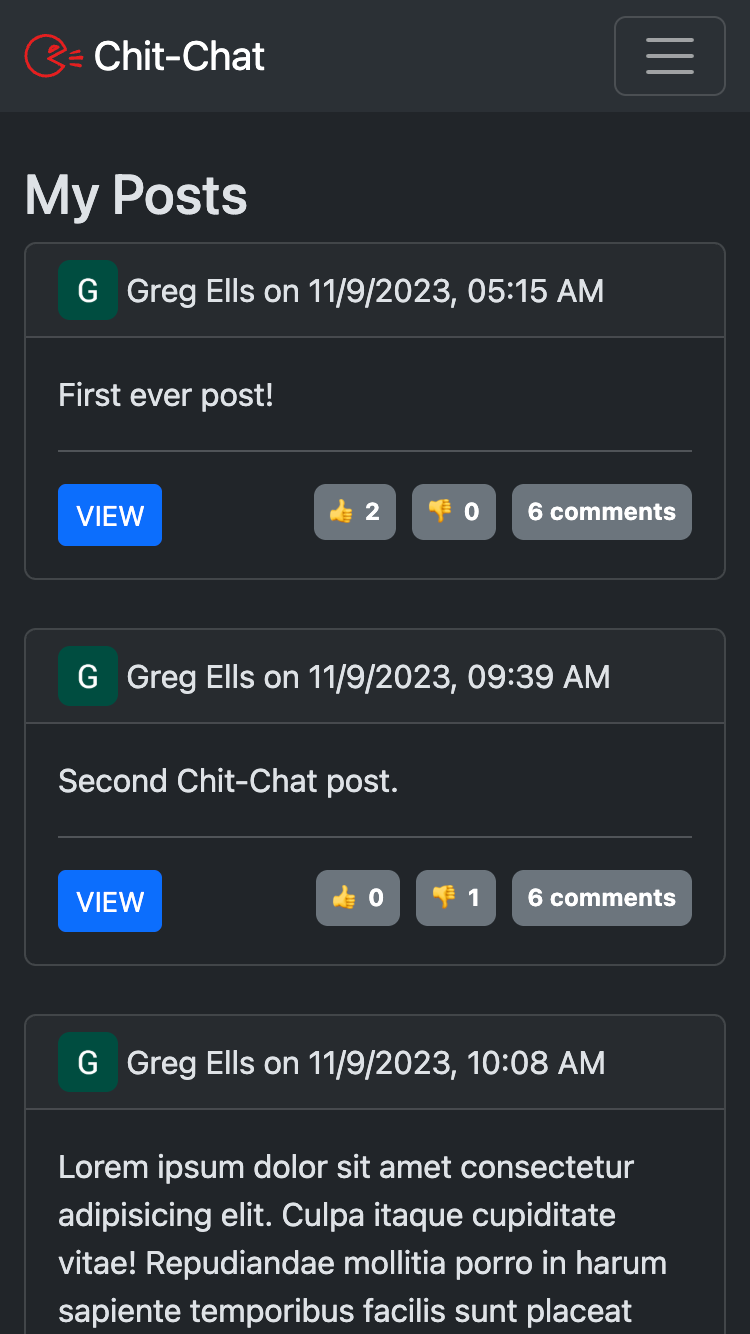 Chit-Chat
My Posts
G Greg Ells on 11/9/2023, 05:15 AM
First ever post!
VIEW 👍 2 👎 0 6 comments
G Greg Ells on 11/9/2023, 09:39 AM
Second Chit-Chat post.
VIEW 👍 0 👎 1 6 comments
G Greg Ells on 11/9/2023, 10:08 AM
Lorem ipsum dolor sit amet consectetur
adipisicing elit. Culpa itaque cupiditate
vitae! Repudiandae mollitia porro in harum
sapiente temporibus facilis sunt placeat